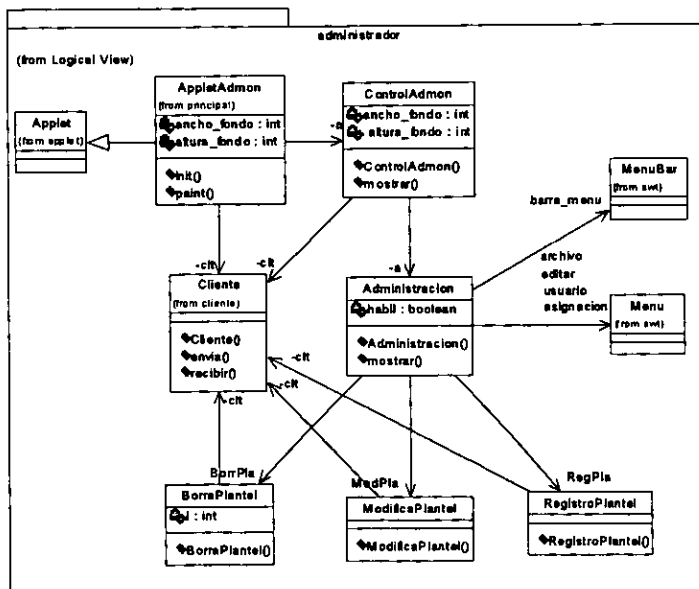 administrador
(from Logical View)
AppletAdmon
(from principal)
ancho_fondo : int
altura_fondo : int
init()
paint()
ControlAdmon
ancho_fondo : int
altura_fondo : int
ControlAdmon()
mostrar()
Applet
(from applet)
-a
MenuBar
(from awt)
barra_menu
-clt
-clt
-a
Cliente
(from cliente)
Cliente()
envia()
recibir()
Administracion
habil : boolean
Administracion()
mostrar()
archivo
editar
usuario
asignacion
Menu
(from awt)
-clt
-clt
-clt
BorrPla
ModPla
RegPla
BorraPlantel
i : int
BorraPlantel()
ModificaPlantel
ModificaPlantel()
RegistroPlantel
RegistroPlantel()